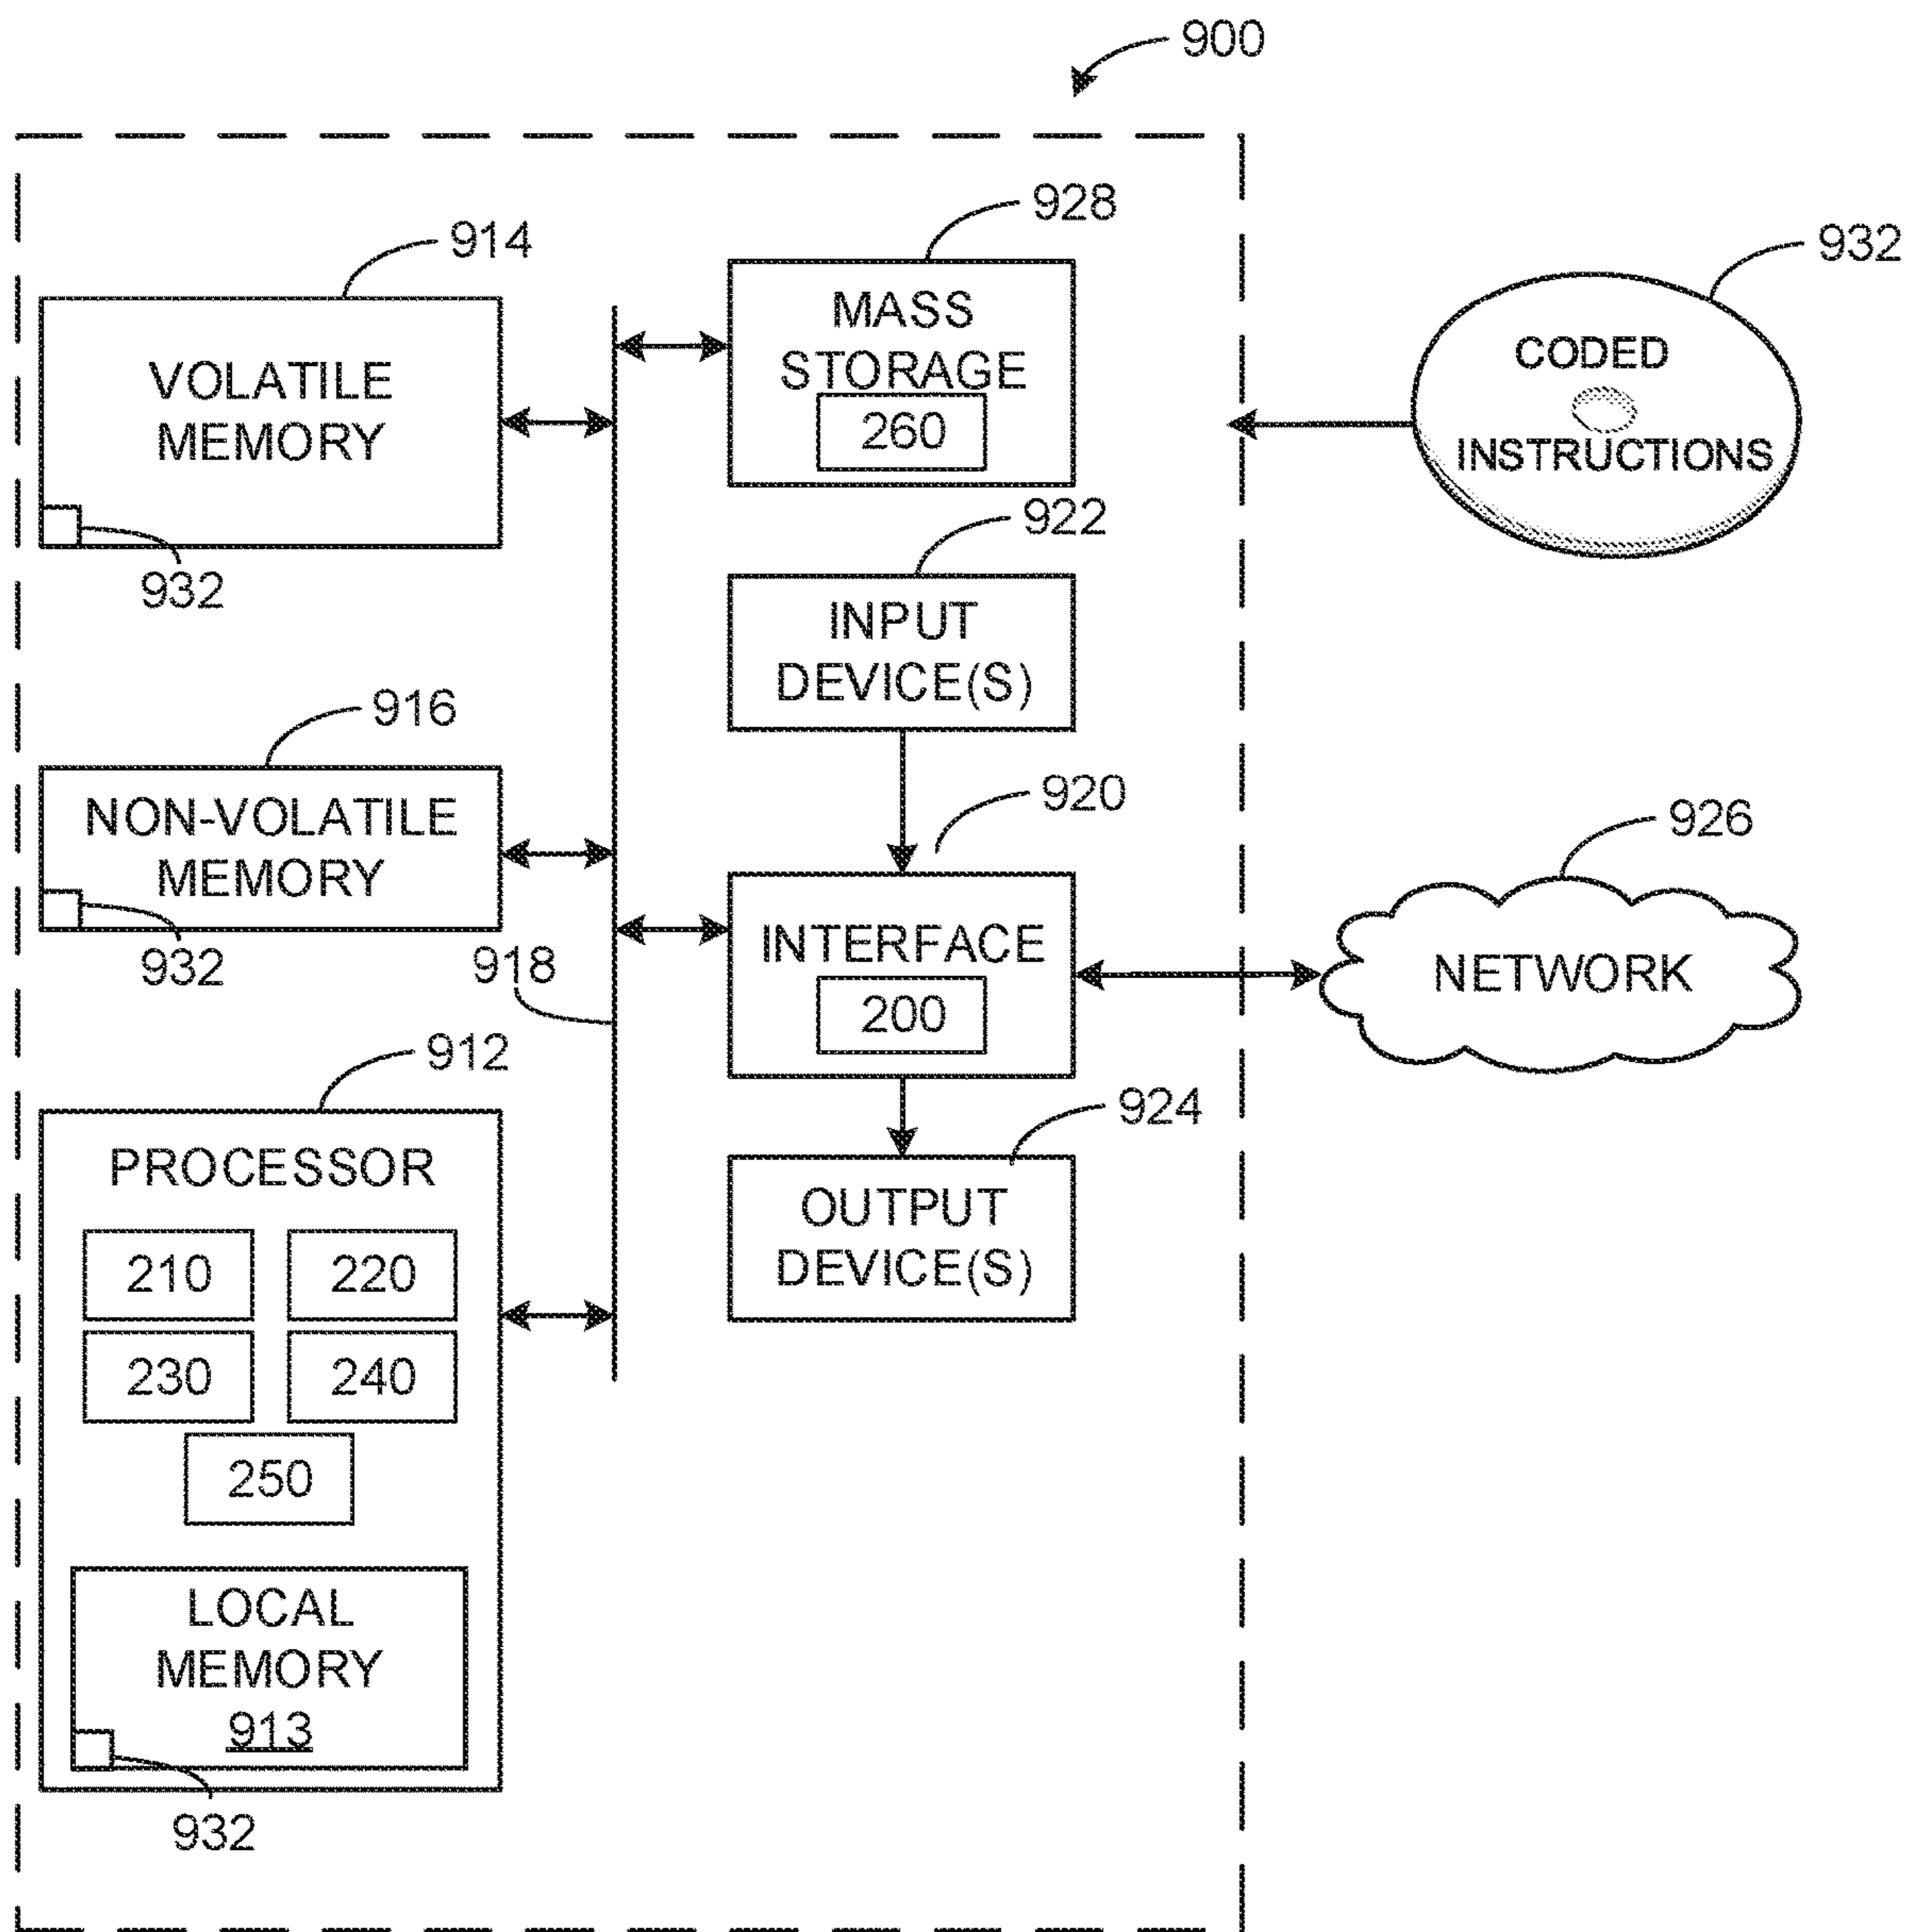 900
914
VOLATILE
MEMORY
932
928
MASS
STORAGE
260
932
CODED
INSTRUCTIONS
922
INPUT
DEVICE(S)
916
NON-VOLATILE
MEMORY
932
918
920
INTERFACE
200
926
NETWORK
912
PROCESSOR
210
220
230
240
250
LOCAL
MEMORY
913
932
924
OUTPUT
DEVICE(S)